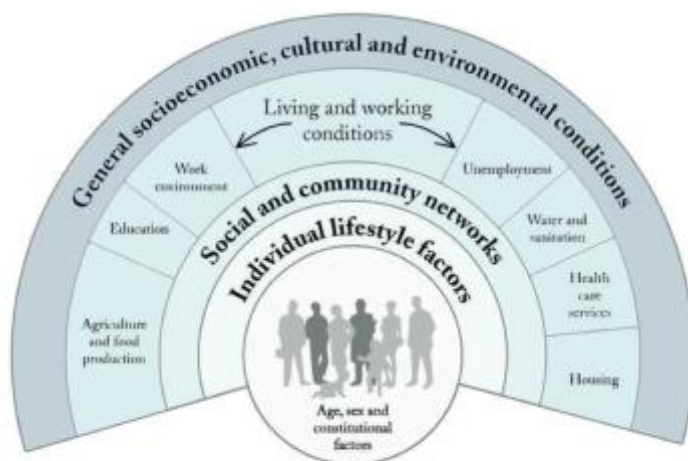 General socioeconomic, cultural and environmental conditions
Living and working
conditions
Work
environment
Unemployment
Education
Water and
sanitation
Social and community networks
Individual lifestyle factors
Health
care
services
Agriculture
and food
production
Housing
Age, sex and
constitutional
factors